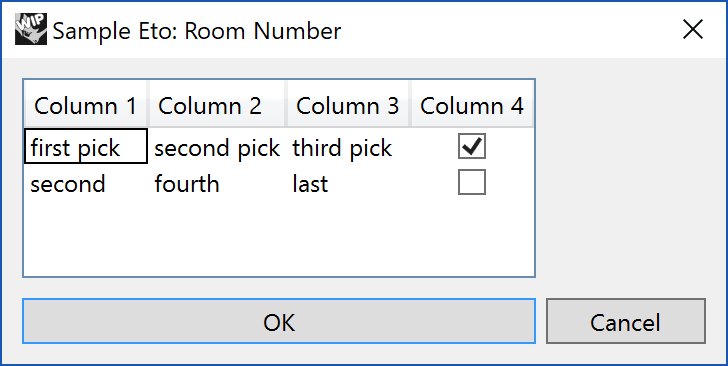 WIP
Sample Eto: Room Number
Column 1 Column 2 Column 3 Column 4
first pick second pick third pick
second fourth last
OK Cancel